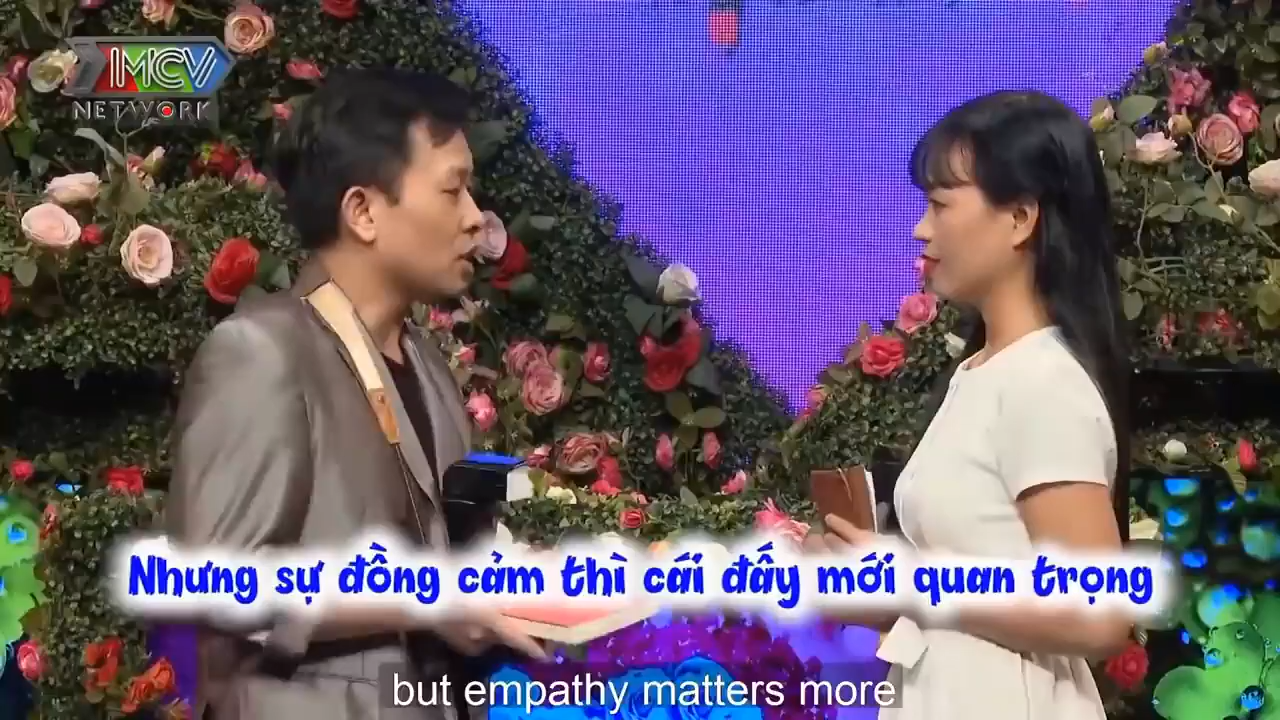 MCV
NETWORK
Nhưng sự đồng cảm thì cái đấy mới quan trọng
but empathy matters more